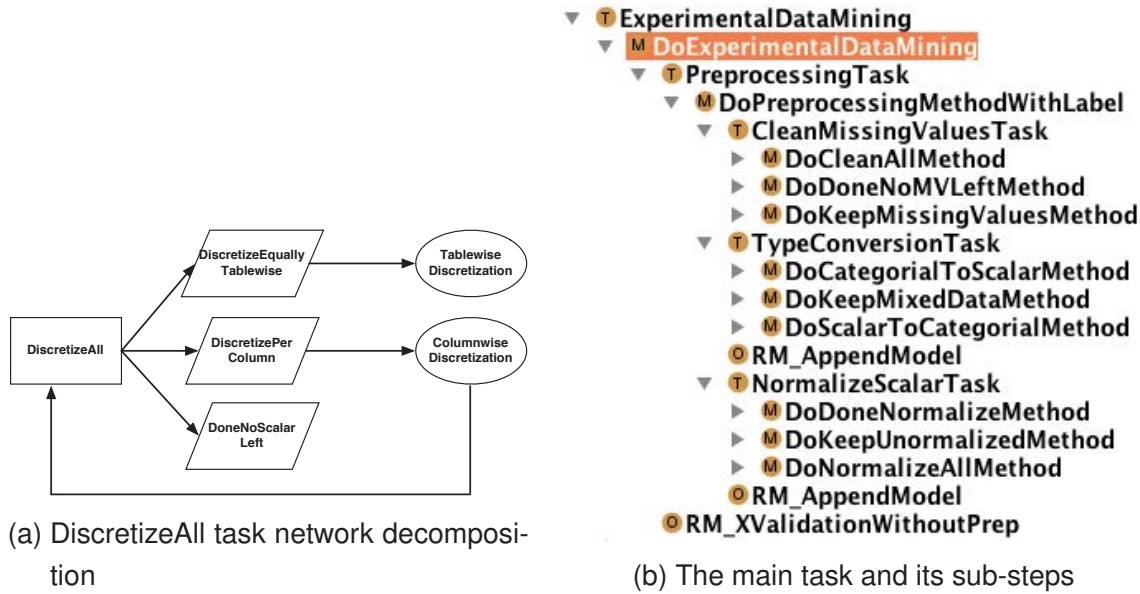 DiscretizeEqually
Tablewise
Tablewise
Discretization
DiscretizeAll
DiscretizePer
Column
Columnwise
Discretization
DoneNoScalar
Left
(a) DiscretizeAll task network decomposi-
tion
T ExperimentalDataMining
M DoExperimentalDataMining
T PreprocessingTask
M DoPreprocessingMethodWithLabel
T CleanMissingValuesTask
M DoCleanAllMethod
M DoDoneNoMVLeftMethod
M DoKeepMissingValuesMethod
T TypeConversionTask
M DoCategorialToScalarMethod
M DoKeepMixedDataMethod
M DoScalarToCategorialMethod
O RM_AppendModel
T NormalizeScalarTask
M DoDoneNormalizeMethod
M DoKeepUnormalizedMethod
M DoNormalizeAllMethod
O RM_AppendModel
O RM_XValidationWithoutPrep
(b) The main task and its sub-steps